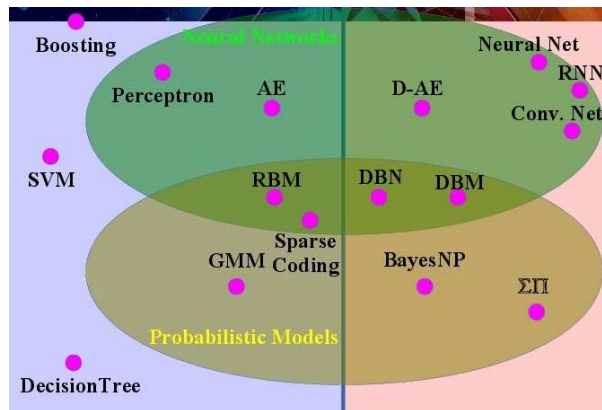 Boosting
Neural Networks
Neural Net
RNN
Perceptron
AE
D-AE
Conv. Net
SVM
RBM
DBN
DBM
Sparse
Coding
GMM
BayesNP
ΣΠ
Probabilistic Models
DecisionTree